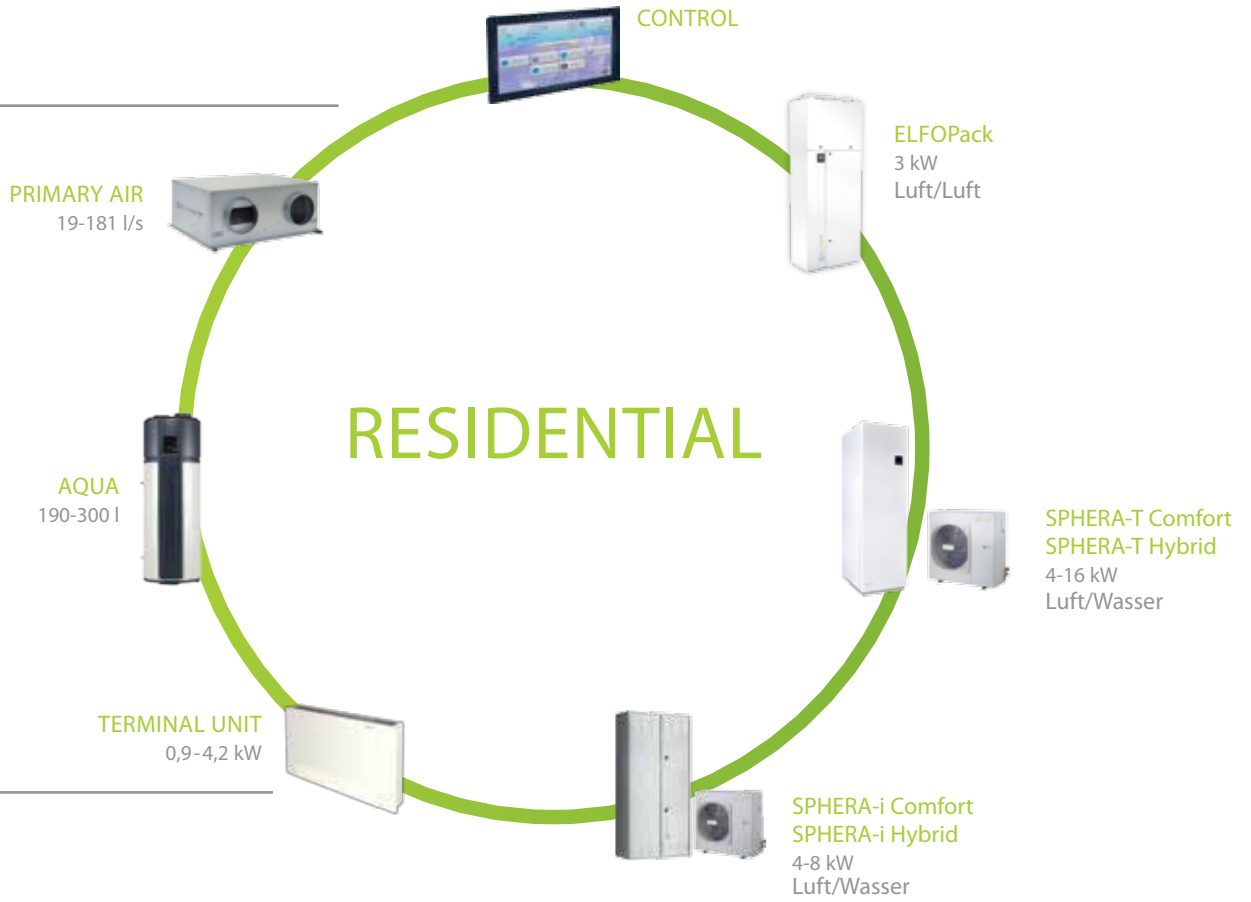 CONTROL
ELFOPack
3 kW
Luft/Luft
PRIMARY AIR
19-181 l/s
RESIDENTIAL
AQUA
190-300 l
SPHERA-T Comfort
SPHERA-T Hybrid
4-16 kW
Luft/Wasser
TERMINAL UNIT
0,9-4,2 kW
SPHERA-i Comfort
SPHERA-i Hybrid
4-8 kW
Luft/Wasser